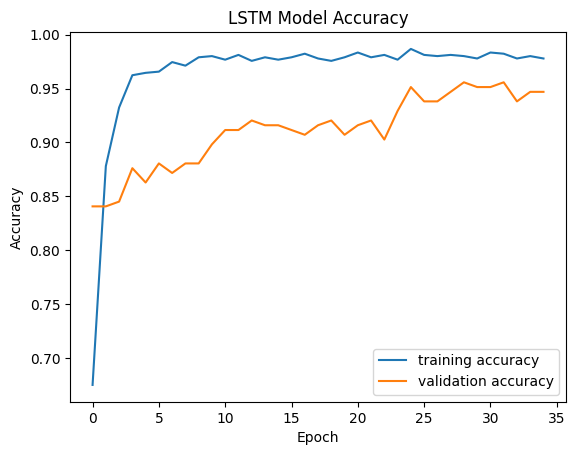 LSTM Model Accuracy
1.00
0.95
0.90
0.85
0.80
0.75
0.70
Accuracy
training accuracy
validation accuracy
0 5 10 15 20 25 30 35
Epoch